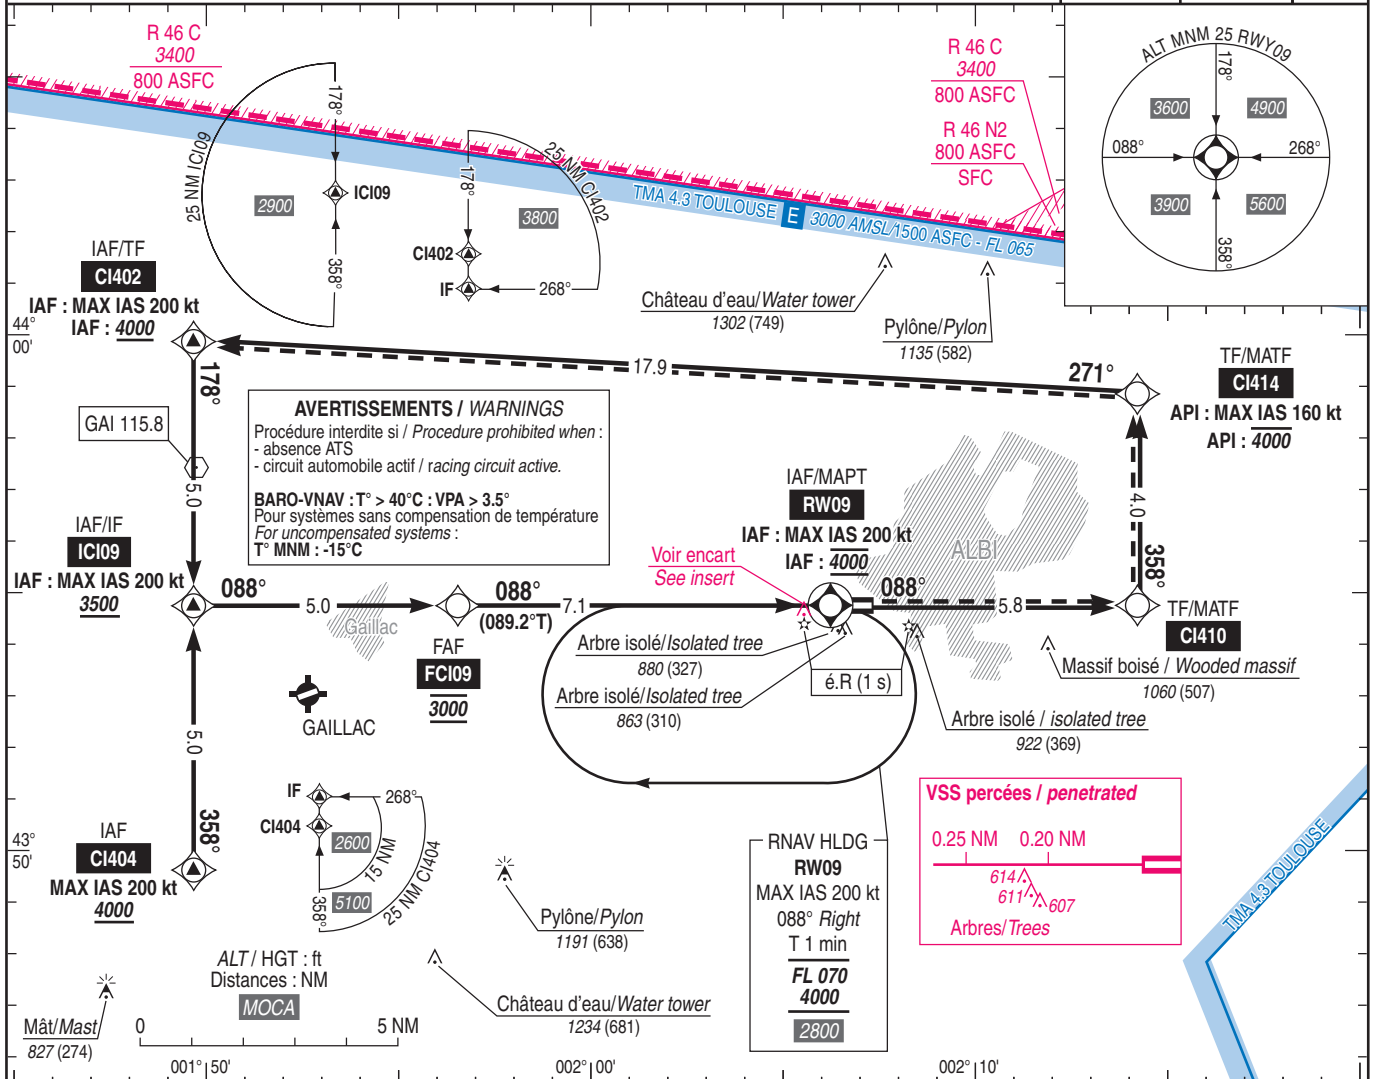 R 46 C
3400
800 ASFC
R 46 C
3400
800 ASFC
R 46 N2
800 ASFC
SFC
ALT MNM 25 RWY09
178°
3600
4900
088°
268°
3900
5600
358°
25 NM ICI09
178°
ICI09
2900
358°
25 NM CI402
178°
3800
CI402
IF
268°
TMA 4.3 TOULOUSE E 3000 AMSL/1500 ASFC - FL 065
IAF/TF
CI402
IAF : MAX IAS 200 kt
IAF : 4000
44°
00'
Château d'eau/Water tower
1302 (749)
Pylône/Pylon
1135 (582)
17.9
271°
TF/MATF
CI414
API : MAX IAS 160 kt
API : 4000
178°
GAI 115.8
5.0
AVERTISSEMENTS / WARNINGS
Procédure interdite si / Procedure prohibited when :
- absence ATS
- circuit automobile actif / racing circuit active.
BARO-VNAV : T° > 40°C : VPA > 3.5°
Pour systèmes sans compensation de température
For uncompensated systems :
T° MNM : -15°C
IAF/MAPT
RW09
IAF : MAX IAS 200 kt
IAF : 4000
ALBI
4.0
358°
IAF/IF
ICI09
IAF : MAX IAS 200 kt
3500
Voir encart
See insert
088°
5.0
088°
(089.2°T)
7.1
088°
5.8
Gaillac
FAF
FCI09
3000
TF/MATF
CI410
Arbre isolé/Isolated tree
880 (327)
Arbre isolé/Isolated tree
863 (310)
é.R (1 s)
Massif boisé / Wooded massif
1060 (507)
Arbre isolé / isolated tree
922 (369)
GAILLAC
5.0
358°
IAF
CI404
MAX IAS 200 kt
4000
43°
50'
IF
268°
CI404
2600
15 NM
25 NM CI404
5100
358°
VSS percées / penetrated
0.25 NM
0.20 NM
614
611
607
Arbres/Trees
RNAV HLDG
RW09
MAX IAS 200 kt
088° Right
T 1 min
FL 070
4000
2800
TMA 4.3 TOULOUSE
Pylône/Pylon
1191 (638)
ALT / HGT : ft
Distances : NM
MOCA
Château d'eau/Water tower
1234 (681)
Mât/Mast
827 (274)
0
5 NM
001° 50'
002° 00'
002° 10'